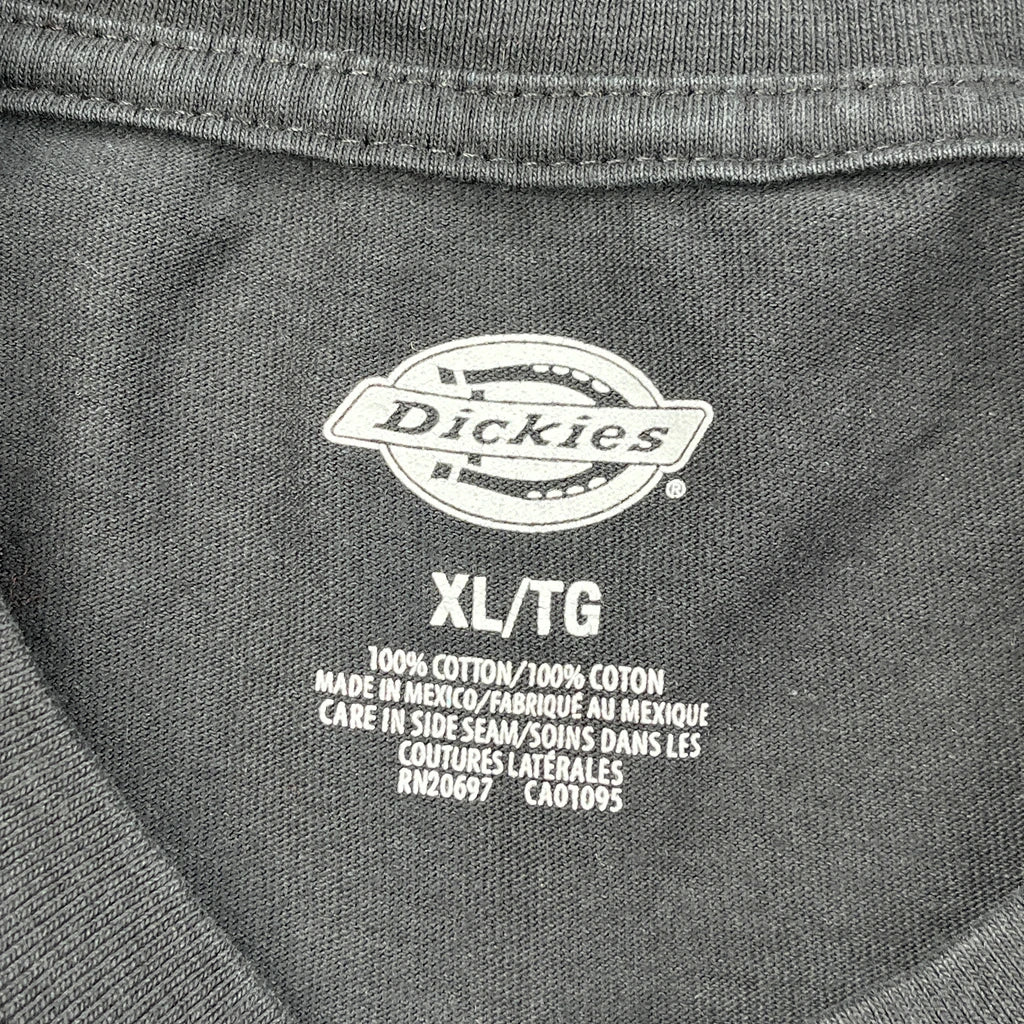 Dickies
®
XL/TG
100% COTTON/100% COTON
MADE IN MEXICO/FABRIQUÉ AU MEXIQUE
CARE IN SIDE SEAM/SOINS DANS LES
COUTURES LATÉRALES
RN20697 CA01095